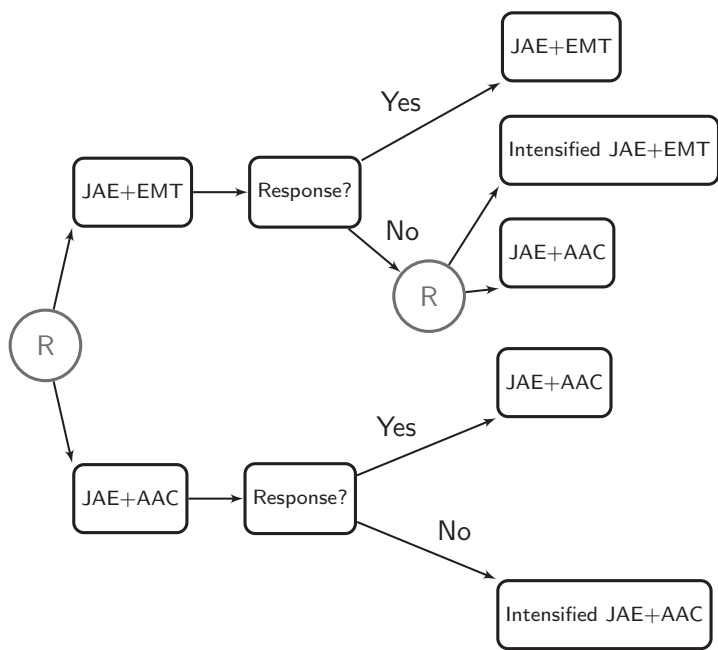 JAE+EMT
Yes
Intensified JAE+EMT
JAE+EMT
Response?
No
JAE+AAC
R
R
JAE+AAC
Yes
JAE+AAC
Response?
No
Intensified JAE+AAC